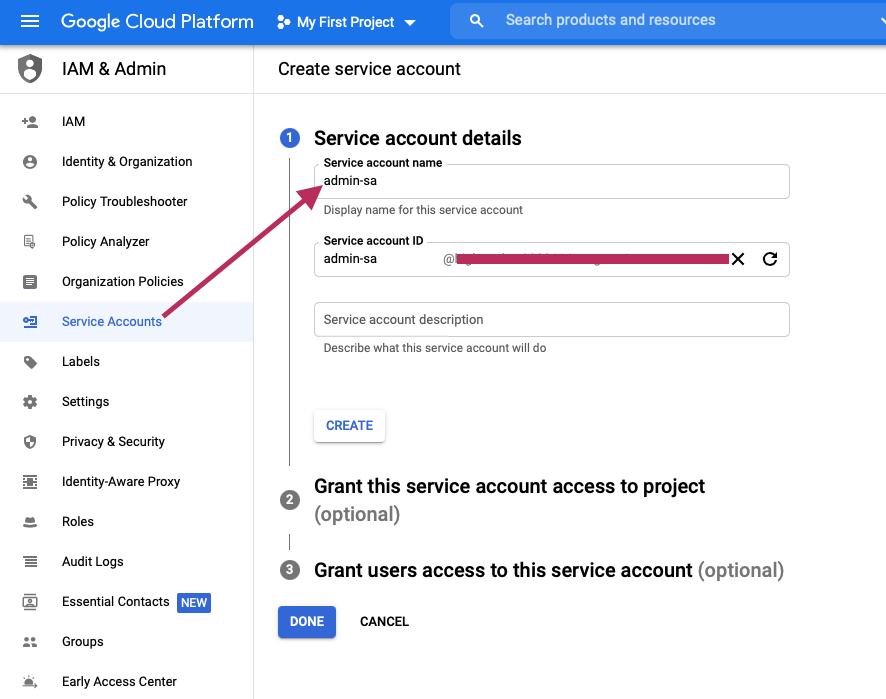 Google Cloud Platform
My First Project
Search products and resources
IAM & Admin
Create service account
IAM
Identity & Organization
Policy Troubleshooter
Policy Analyzer
Organization Policies
Service Accounts
Labels
Settings
Privacy & Security
Identity-Aware Proxy
Roles
Audit Logs
Essential Contacts NEW
Groups
Early Access Center
1
Service account details
Service account name
admin-sa
Display name for this service account
Service account ID
admin-sa @
Service account description
Describe what this service account will do
CREATE
2
Grant this service account access to project
(optional)
3
Grant users access to this service account (optional)
DONE
CANCEL